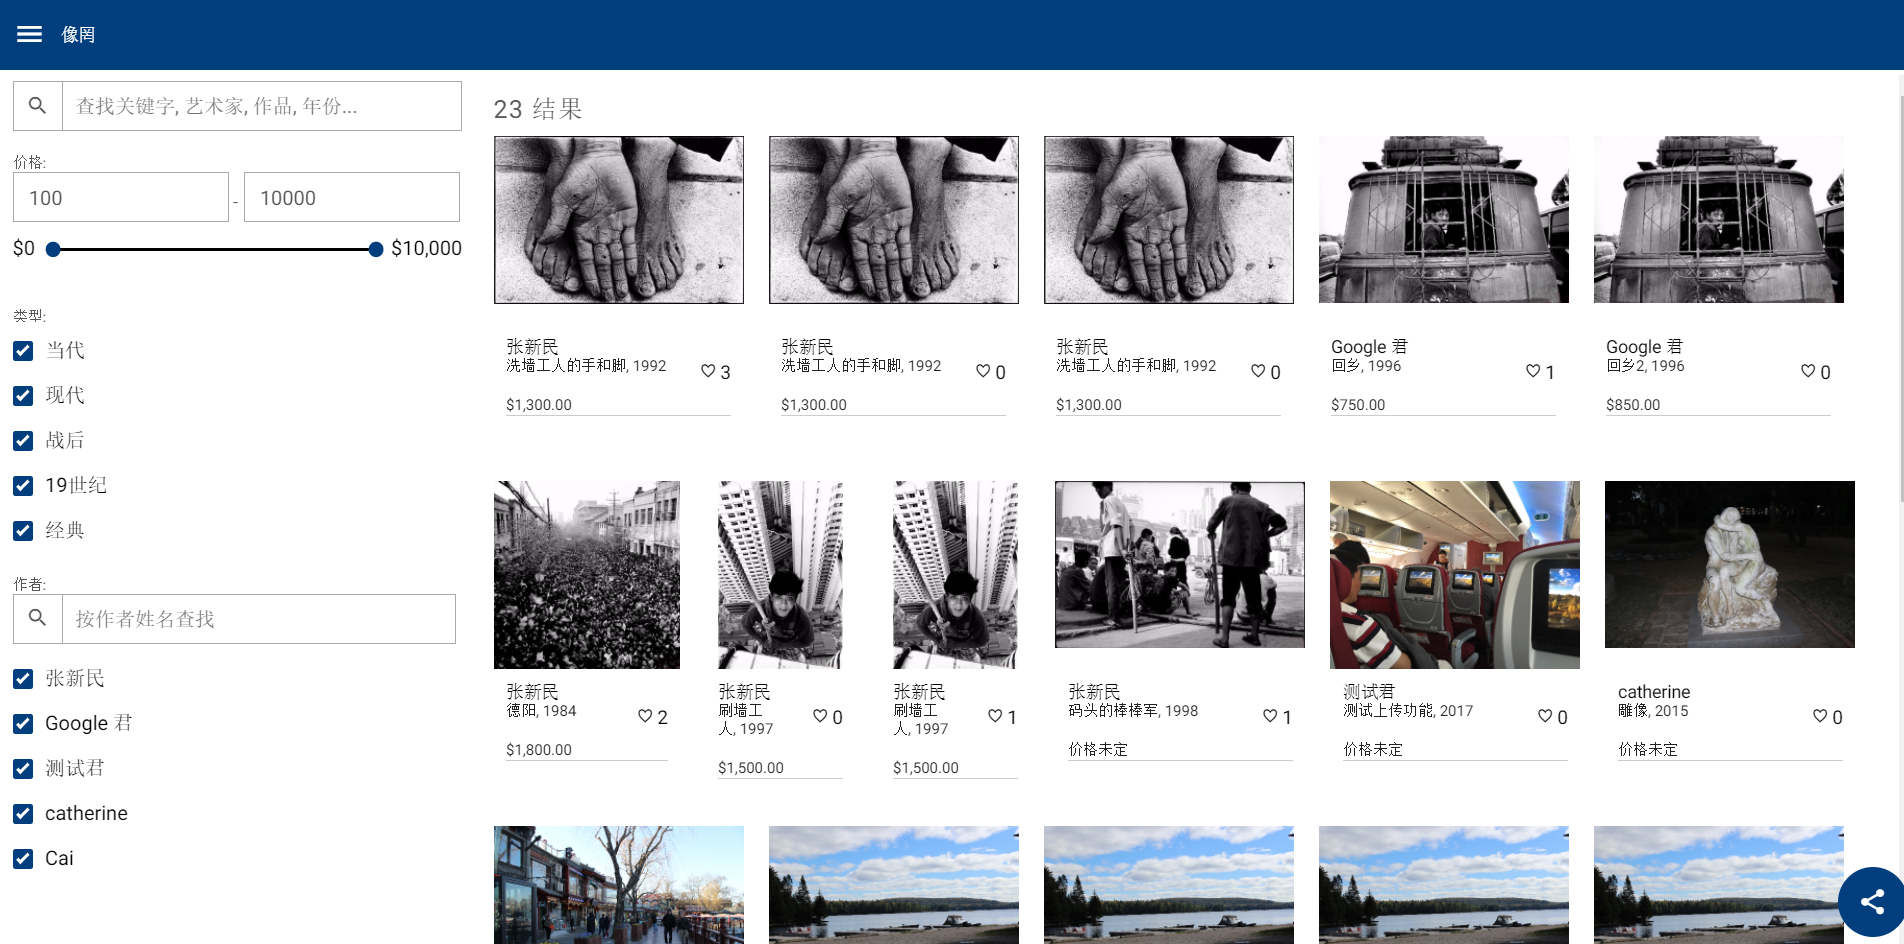 像罔
查找关键字, 艺术家, 作品, 年份...
价格:
100 - 10000
$0 $10,000
类型:
当代
现代
战后
19世纪
经典
作者:
按作者姓名查找
张新民
Google 君
测试君
catherine
Cai
23 结果
张新民
洗墙工人的手和脚, 1992
3
$1,300.00
张新民
洗墙工人的手和脚, 1992
0
$1,300.00
张新民
洗墙工人的手和脚, 1992
0
$1,300.00
Google 君
回乡, 1996
1
$750.00
Google 君
回乡2, 1996
0
$850.00
张新民
德阳, 1984
2
$1,800.00
张新民
刷墙工
人, 1997
0
$1,500.00
张新民
刷墙工
人, 1997
1
$1,500.00
张新民
码头的棒棒军, 1998
1
价格未定
测试君
测试上传功能, 2017
0
价格未定
catherine
雕像, 2015
0
价格未定